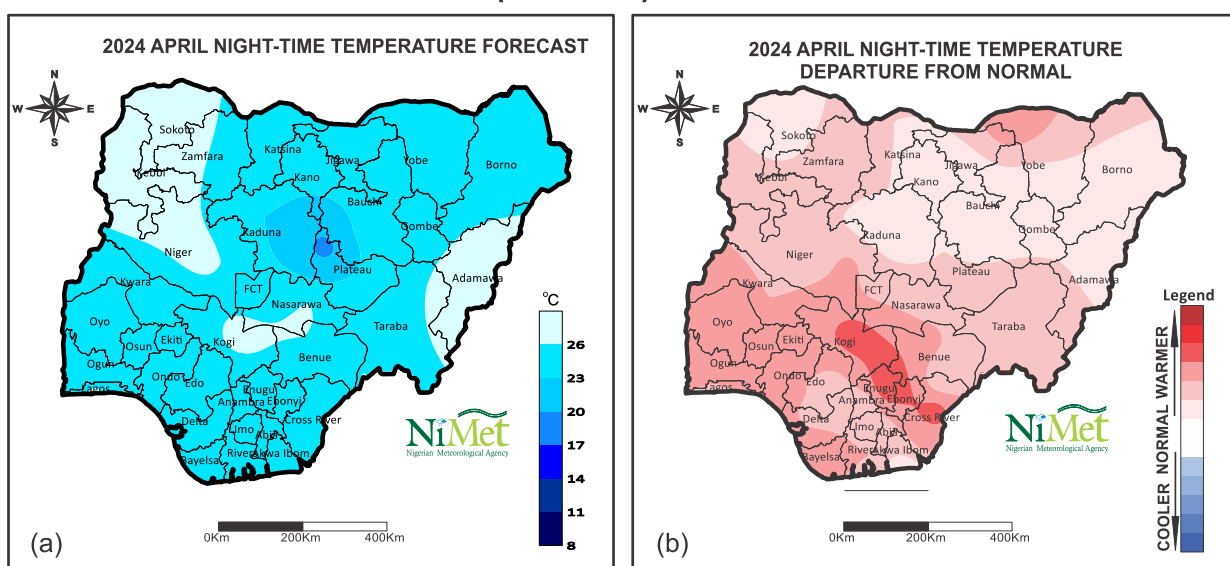 2024 APRIL NIGHT-TIME TEMPERATURE FORECAST
N
W
E
S
Sokoto
Zamfara
Kebbi
Katsina
Kano
Jigawa
Yobe
Borno
Bauchi
Gombe
Kaduna
Niger
Plateau
Adamawa
Kwara
FCT
Nasarawa
Taraba
Oyo
Osun
Ekiti
Kogi
Benue
Ogun
Ondo
Edo
Lagos
Enugu
Anambra
Ebonyi
Cross River
Delta
Imo
Abia
Bayelsa
Rivers
Akwa Ibom
°C
26
23
20
17
14
11
8
NiMet
Nigerian Meteorological Agency
0Km
200Km
400Km
(a)
2024 APRIL NIGHT-TIME TEMPERATURE
DEPARTURE FROM NORMAL
N
W
E
S
Sokoto
Zamfara
Kebbi
Katsina
Kano
Jigawa
Yobe
Borno
Bauchi
Gombe
Kaduna
Niger
Plateau
Adamawa
Kwara
FCT
Nasarawa
Taraba
Oyo
Osun
Ekiti
Kogi
Benue
Ogun
Ondo
Edo
Lagos
Enugu
Anambra
Ebonyi
Cross River
Delta
Imo
Abia
Bayelsa
Rivers
Akwa Ibom
Legend
COOLER NORMAL WARMER
NiMet
Nigerian Meteorological Agency
0Km
200Km
400Km
(b)